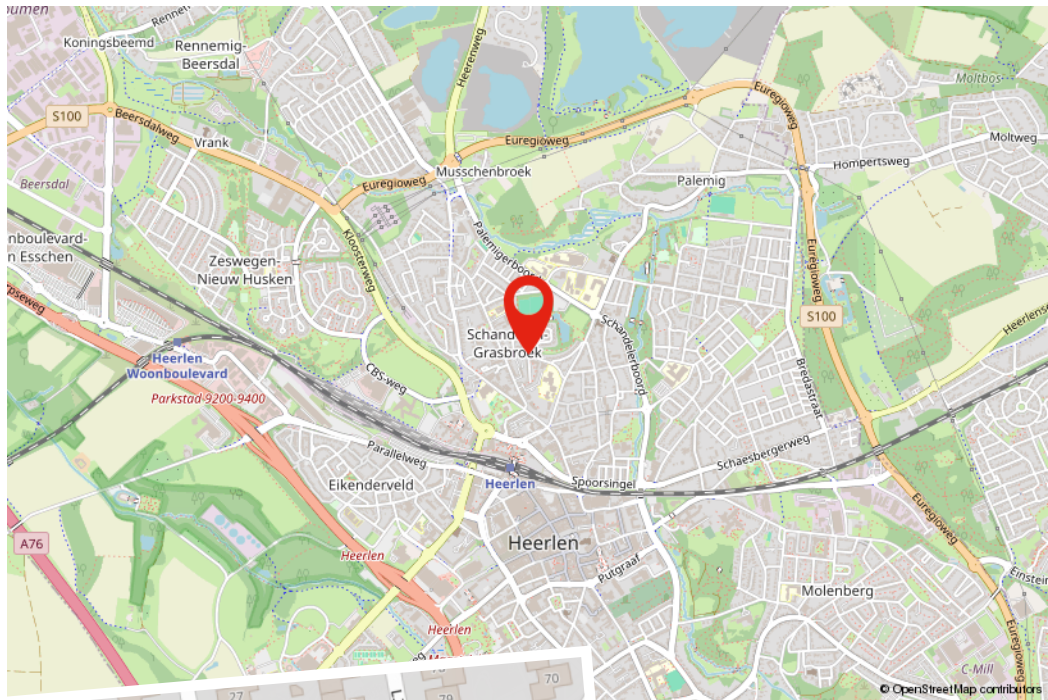 Koningsbeemd
Rennemig-
Beersdal
Heerenweg
S100
Beersdalweg
Vrank
Euregioweg
Euregioweg
Moltbos
Moltweg
Hompertsweg
Beersdal
Euregioweg
Musschenbroek
Palemig
Zeswegen-
Nieuw Husken
Kloosterweg
Euregioweg
S100
Schandelerboord
Grasbroek
Heerlen
Woonboulevard
CBS-weg
Parkstad 9200-9400
Bredastraat
Parallelweg
Schaesbergerweg
Eikenderveld
Heerlen
Spoorsingel
A76
Heerlen
Heerlen
Putgraaf
Euregioweg
Molenberg
Heerlen
C-Mill
27
79
70
© OpenStreetMap contributors